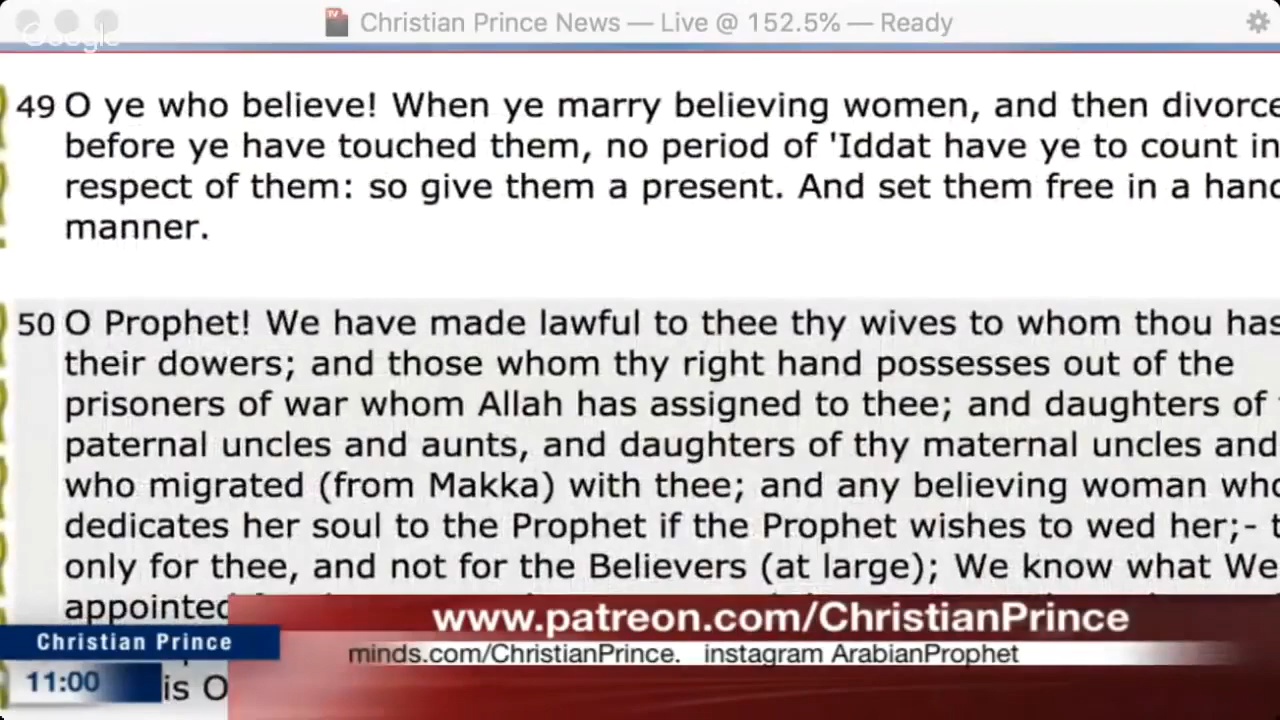 Christian Prince News — Live @ 152.5% — Ready
Google
49 O ye who believe! When ye marry believing women, and then divorce
before ye have touched them, no period of 'Iddat have ye to count in
respect of them: so give them a present. And set them free in a
manner.
50 O Prophet! We have made lawful to thee thy wives to whom thou
their dowers; and those whom thy right hand possesses out of the
prisoners of war whom Allah has assigned to thee; and daughters of
paternal uncles and aunts, and daughters of thy maternal uncles and
who migrated (from Makka) with thee; and any believing woman
dedicates her soul to the Prophet if the Prophet wishes to wed her;-
only for thee, and not for the Believers (at large); We know what We
appointed
is
www.patreon.com/ChristianPrince
Christian Prince
minds.com/ChristianPrince. instagram ArabianProphet
11:00